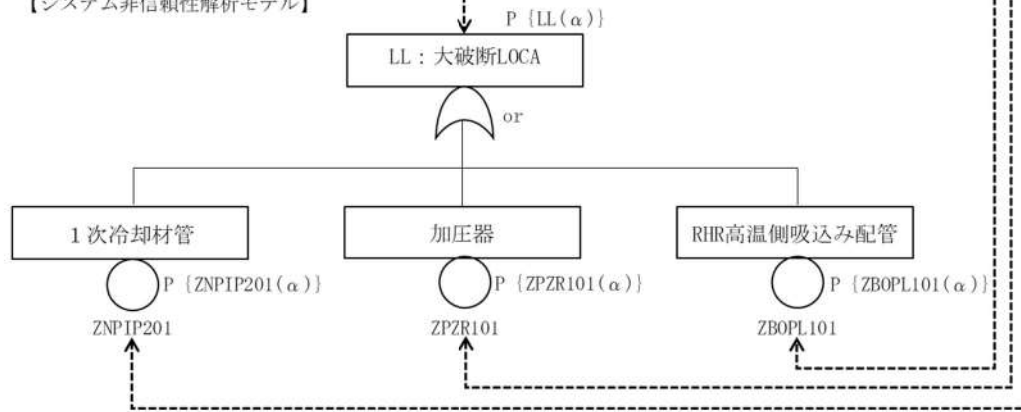 【システム非信頼性解析モデル】
P {LL(α)}
LL：大破断LOCA
or
1次冷却材管
加圧器
RHR高温側吸込み配管
P {ZNPIP201(α)}
P {ZPZR101(α)}
P {ZBOPL101(α)}
ZNPIP201
ZPZR101
ZBOPL101